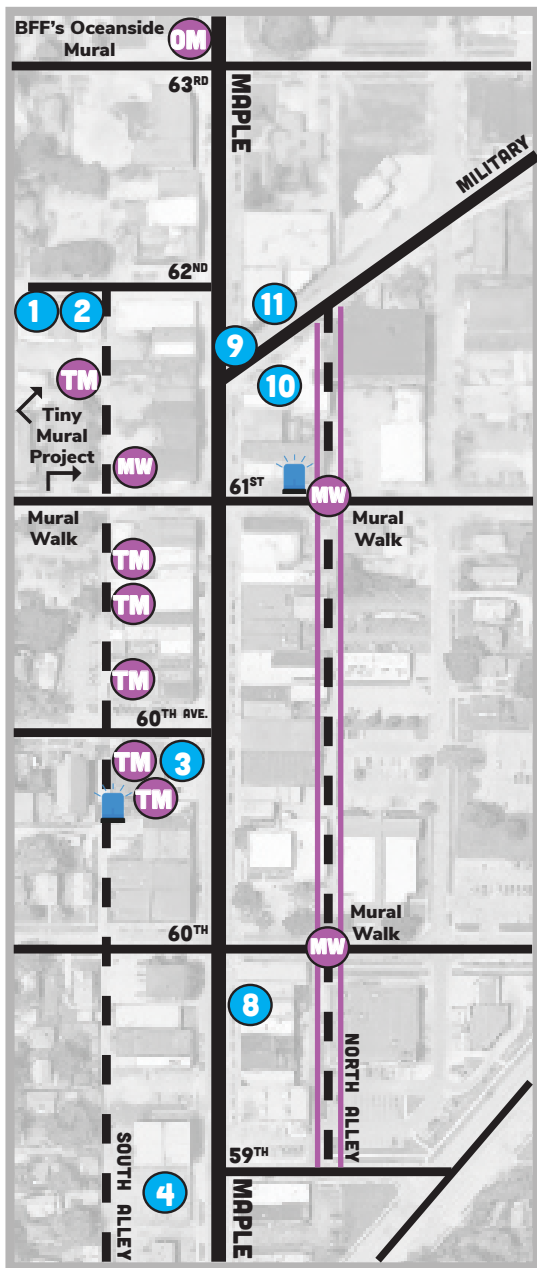 BFF's Oceanside
Mural
OM
63RD
MAPLE
MILITARY
62ND
1
2
11
9
TM
10
Tiny
Mural
Project
MW
61ST
MW
Mural
Walk
Mural
Walk
TM
TM
TM
60TH AVE.
TM
3
TM
Mural
Walk
60TH
MW
8
NORTH ALLEY
SOUTH ALLEY
59TH
4
MAPLE